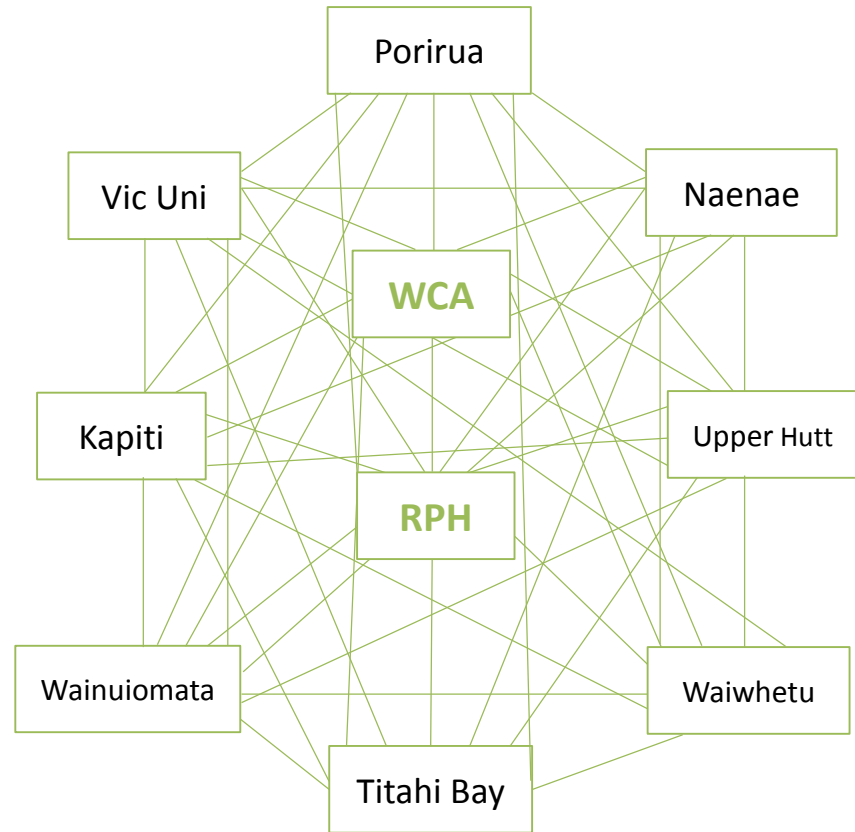 Porirua
Vic Uni
Naenae
WCA
Kapiti
Upper Hutt
RPH
Wainuiomata
Waiwhetu
Titahi Bay